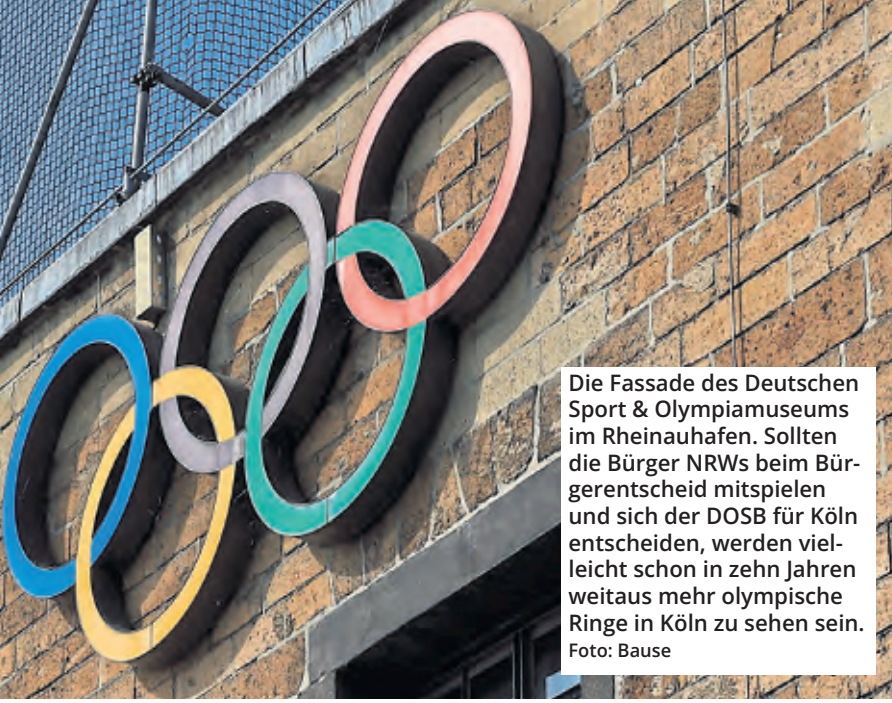 Die Fassade des Deutschen
Sport & Olympiamuseums
im Rheinauhafen. Sollten
die Bürger NRWs beim Bür-
gerentscheid mitspielen
und sich der DOSB für Köln
entscheiden, werden viel-
leicht schon in zehn Jahren
weitaus mehr olympische
Ringe in Köln zu sehen sein.
Foto: Bause